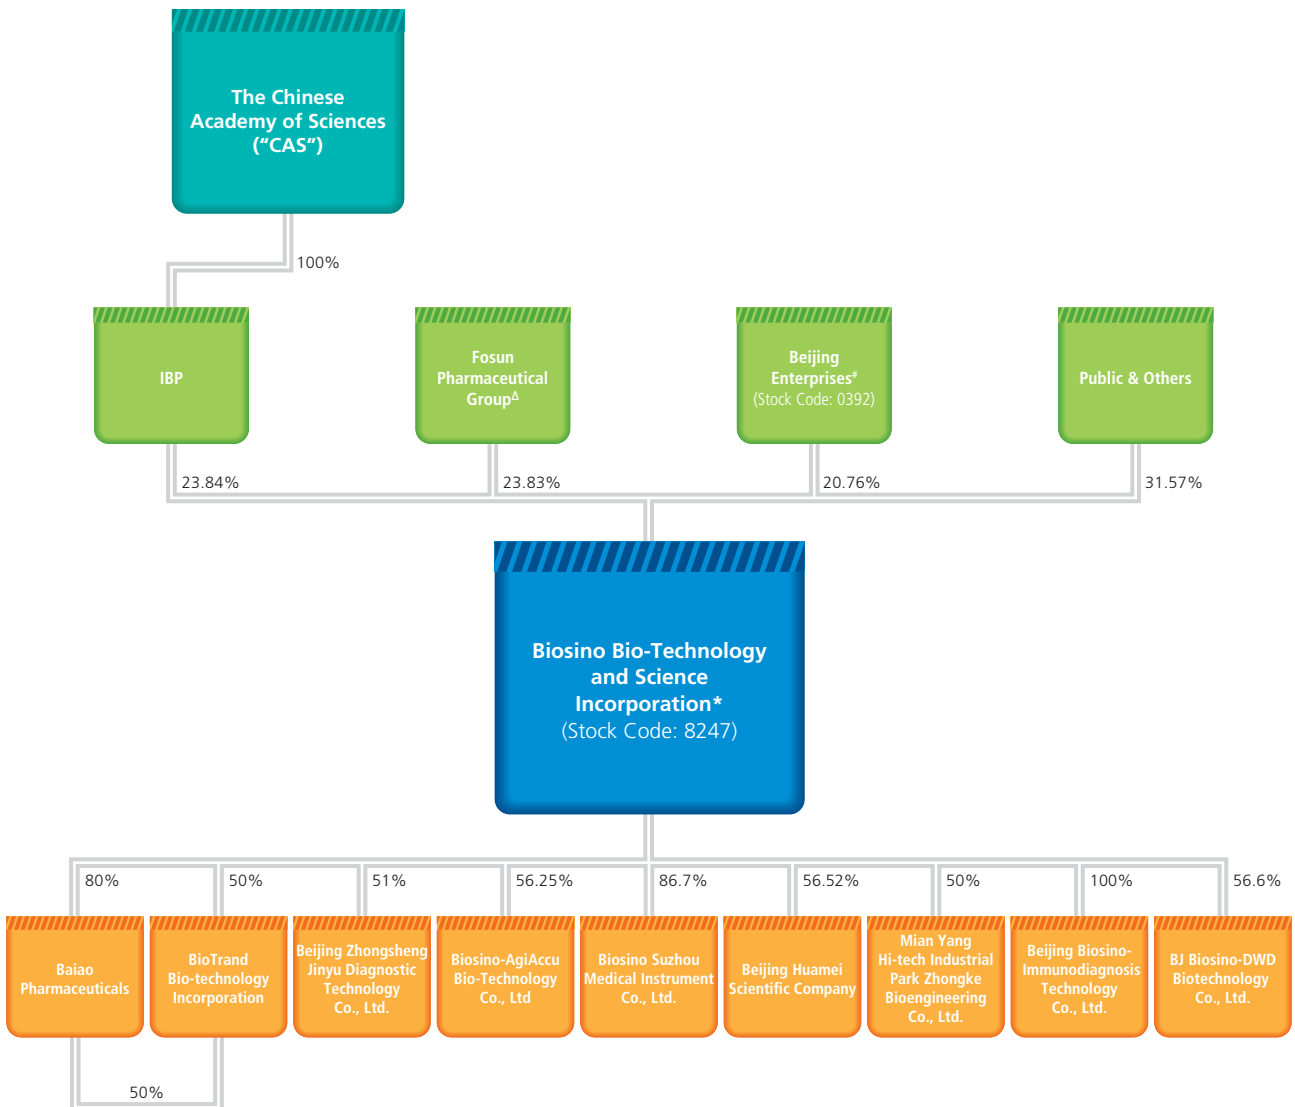 The Chinese
Academy of Sciences
(“CAS”)
100%
IBP
Fosun
Pharmaceutical
Group^Δ
Beijing
Enterprises^#
(Stock Code: 0392)
Public & Others
23.84%
23.83%
20.76%
31.57%
Biosino Bio-Technology
and Science
Incorporation*
(Stock Code: 8247)
80%
50%
51%
56.25%
86.7%
56.52%
50%
100%
56.6%
Baiao
Pharmaceuticals
BioTrand
Bio-technology
Incorporation
Beijing Zhongsheng
Jinyu Diagnostic
Technology
Co., Ltd.
Biosino-AgiAccu
Bio-Technology
Co., Ltd
Biosino Suzhou
Medical Instrument
Co., Ltd.
Beijing Huamei
Scientific Company
Mian Yang
Hi-tech Industrial
Park Zhongke
Bioengineering
Co., Ltd.
Beijing Biosino-
Immunodiagnosis
Technology
Co., Ltd.
BJ Biosino-DWD
Biotechnology
Co., Ltd.
50%